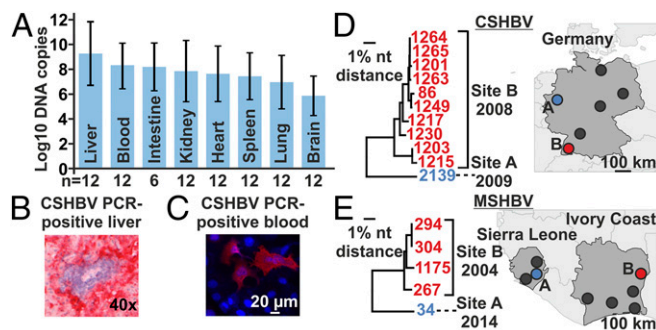 A
Log10 DNA copies
12
10
8
6
4
2
0
Liver
Blood
Intestine
Kidney
Heart
Spleen
Lung
Brain
n=12 12 6 12 12 12 12 12
B
CSHBV PCR-
positive liver
40x
C
CSHBV PCR-
positive blood
20 µm
D
CSHBV
1% nt
distance
1264
1265
1201
1263
86
1249
1217
1230
1203
1215
2139
Site B
2008
Site A
2009
Germany
A
B
100 km
E
MSHBV
1% nt
distance
294
304
1175
267
34
Site B
2004
Site A
2014
Ivory Coast
Sierra Leone
A
B
100 km